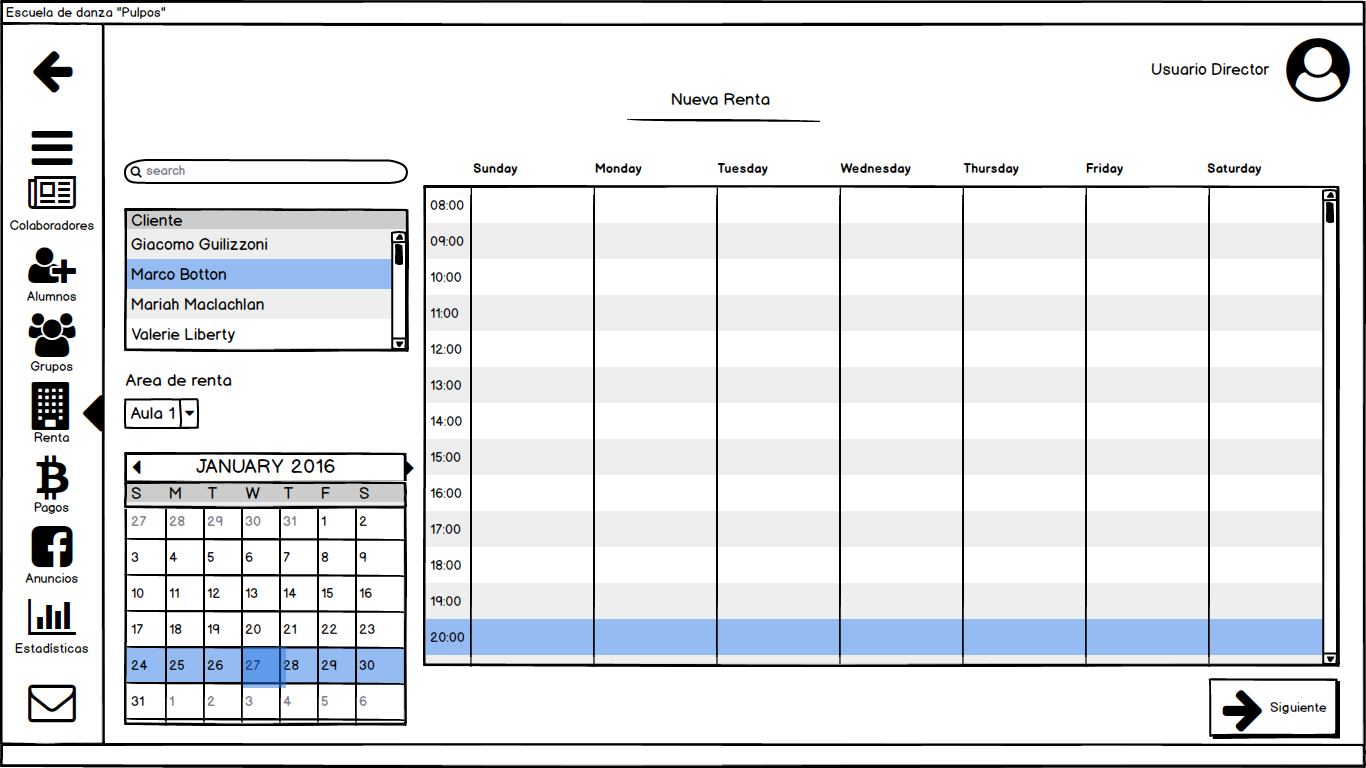 Escuela de danza "Pulpos"
Usuario Director
Nueva Renta
Colaboradores
Alumnos
Grupos
Renta
Pagos
Anuncios
Estadísticas
search
Cliente
Giacomo Guilizzoni
Marco Botton
Mariah Maclachlan
Valerie Liberty
Area de renta
Aula 1
JANUARY 2016
S M T W T F S
27 28 29 30 31 1 2
3 4 5 6 7 8 9
10 11 12 13 14 15 16
17 18 19 20 21 22 23
24 25 26 27 28 29 30
31 1 2 3 4 5 6
Sunday Monday Tuesday Wednesday Thursday Friday Saturday
08:00
09:00
10:00
11:00
12:00
13:00
14:00
15:00
16:00
17:00
18:00
19:00
20:00
Siguiente